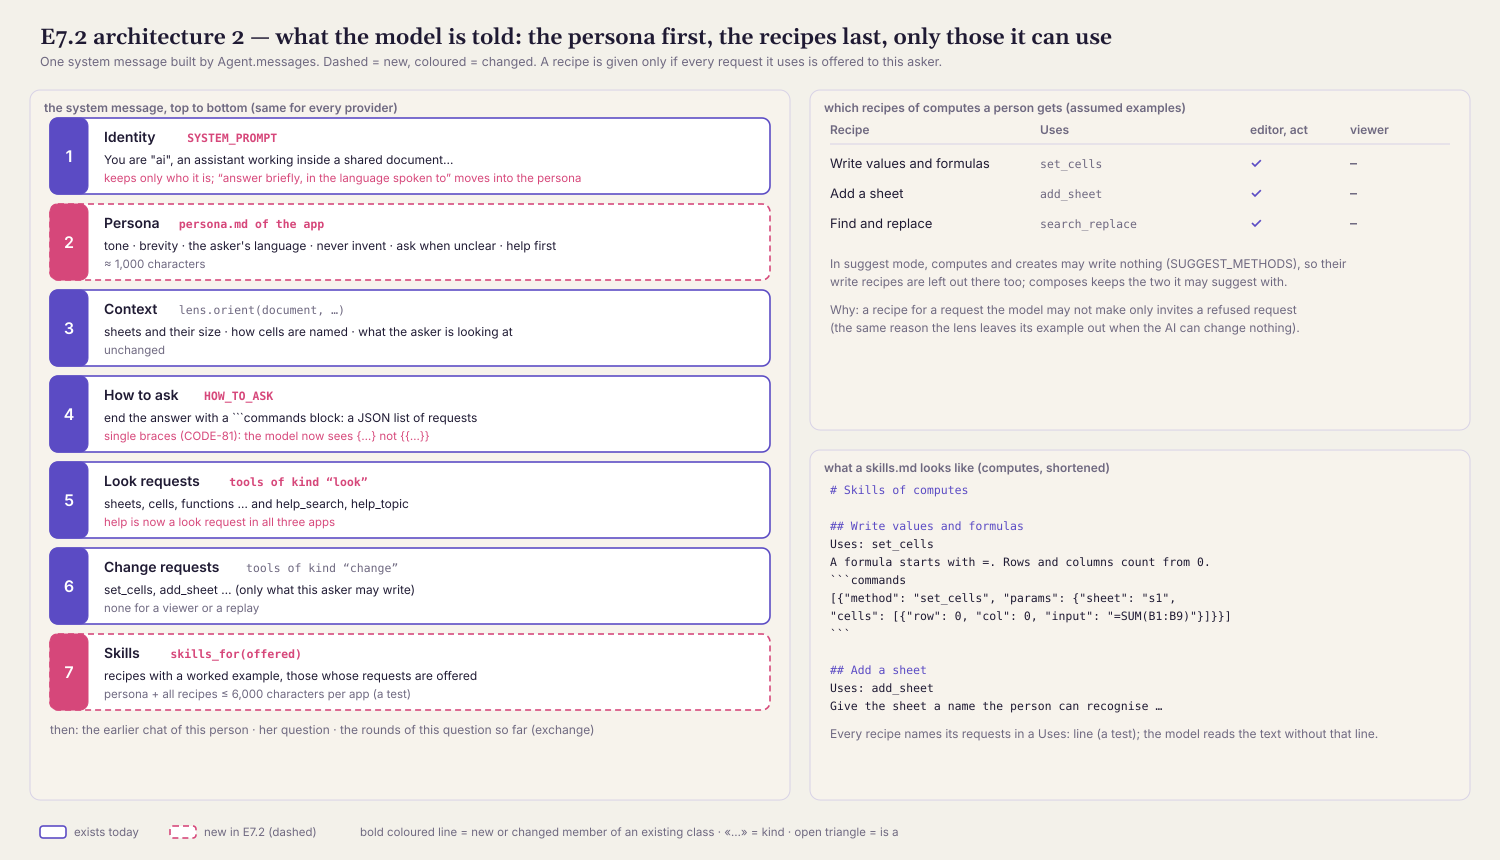 E7.2 architecture 2 — what the model is told: the persona first, the recipes last, only those it can use
One system message built by Agent.messages. Dashed = new, coloured = changed. A recipe is given only if every request it uses is offered to this asker.
the system message, top to bottom (same for every provider)
1
Identity SYSTEM_PROMPT
You are "ai", an assistant working inside a shared document…
keeps only who it is; “answer briefly, in the language spoken to” moves into the persona
2
Persona persona.md of the app
tone · brevity · the asker's language · never invent · ask when unclear · help first
≈ 1,000 characters
3
Context lens.orient(document, …)
sheets and their size · how cells are named · what the asker is looking at
unchanged
4
How to ask HOW_TO_ASK
end the answer with a ```commands block: a JSON list of requests
single braces (CODE-81): the model now sees {…} not {{…}}
5
Look requests tools of kind “look”
sheets, cells, functions … and help_search, help_topic
help is now a look request in all three apps
6
Change requests tools of kind “change”
set_cells, add_sheet … (only what this asker may write)
none for a viewer or a replay
7
Skills skills_for(offered)
recipes with a worked example, those whose requests are offered
persona + all recipes ≤ 6,000 characters per app (a test)
then: the earlier chat of this person · her question · the rounds of this question so far (exchange)
which recipes of computes a person gets (assumed examples)
Recipe Uses editor, act viewer
Write values and formulas set_cells ✓ –
Add a sheet add_sheet ✓ –
Find and replace search_replace ✓ –
In suggest mode, computes and creates may write nothing (SUGGEST_METHODS), so their
write recipes are left out there too; composes keeps the two it may suggest with.
Why: a recipe for a request the model may not make only invites a refused request
(the same reason the lens leaves its example out when the AI can change nothing).
what a skills.md looks like (computes, shortened)
# Skills of computes
## Write values and formulas
Uses: set_cells
A formula starts with =. Rows and columns count from 0.
```commands
[{"method": "set_cells", "params": {"sheet": "s1",
"cells": [{"row": 0, "col": 0, "input": "=SUM(B1:B9)"}]}}]
```
## Add a sheet
Uses: add_sheet
Give the sheet a name the person can recognise …
Every recipe names its requests in a Uses: line (a test); the model reads the text without that line.
exists today new in E7.2 (dashed) bold coloured line = new or changed member of an existing class · «…» = kind · open triangle = is a